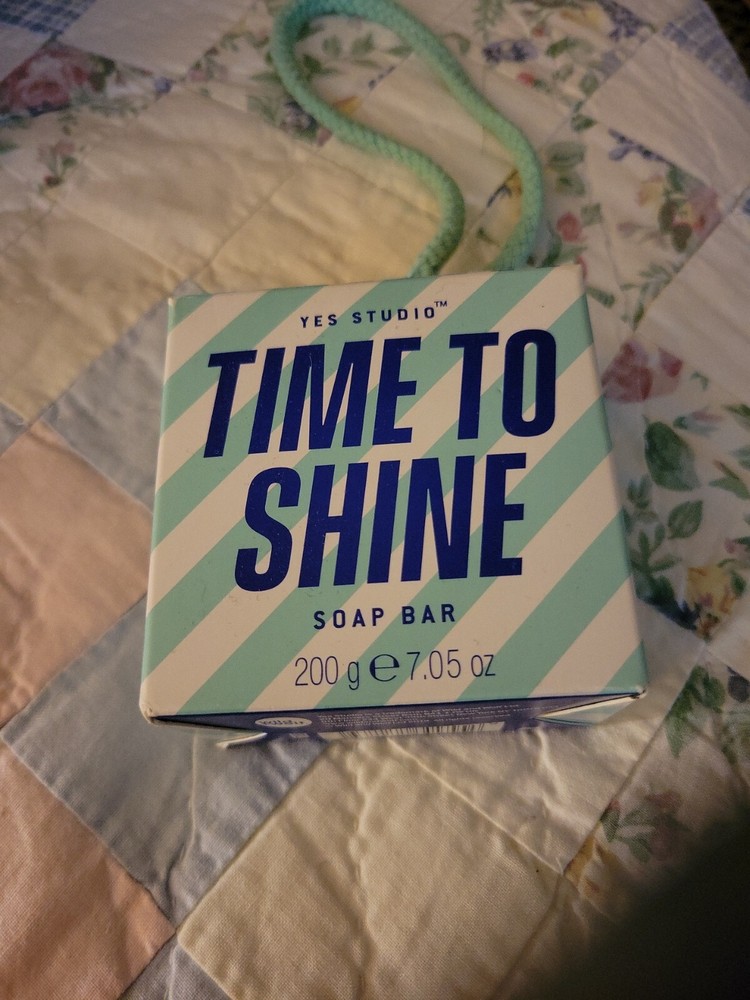 YES STUDIO™
TIME TO
SHINE
SOAP BAR
200 g ℮ 7.05 oz